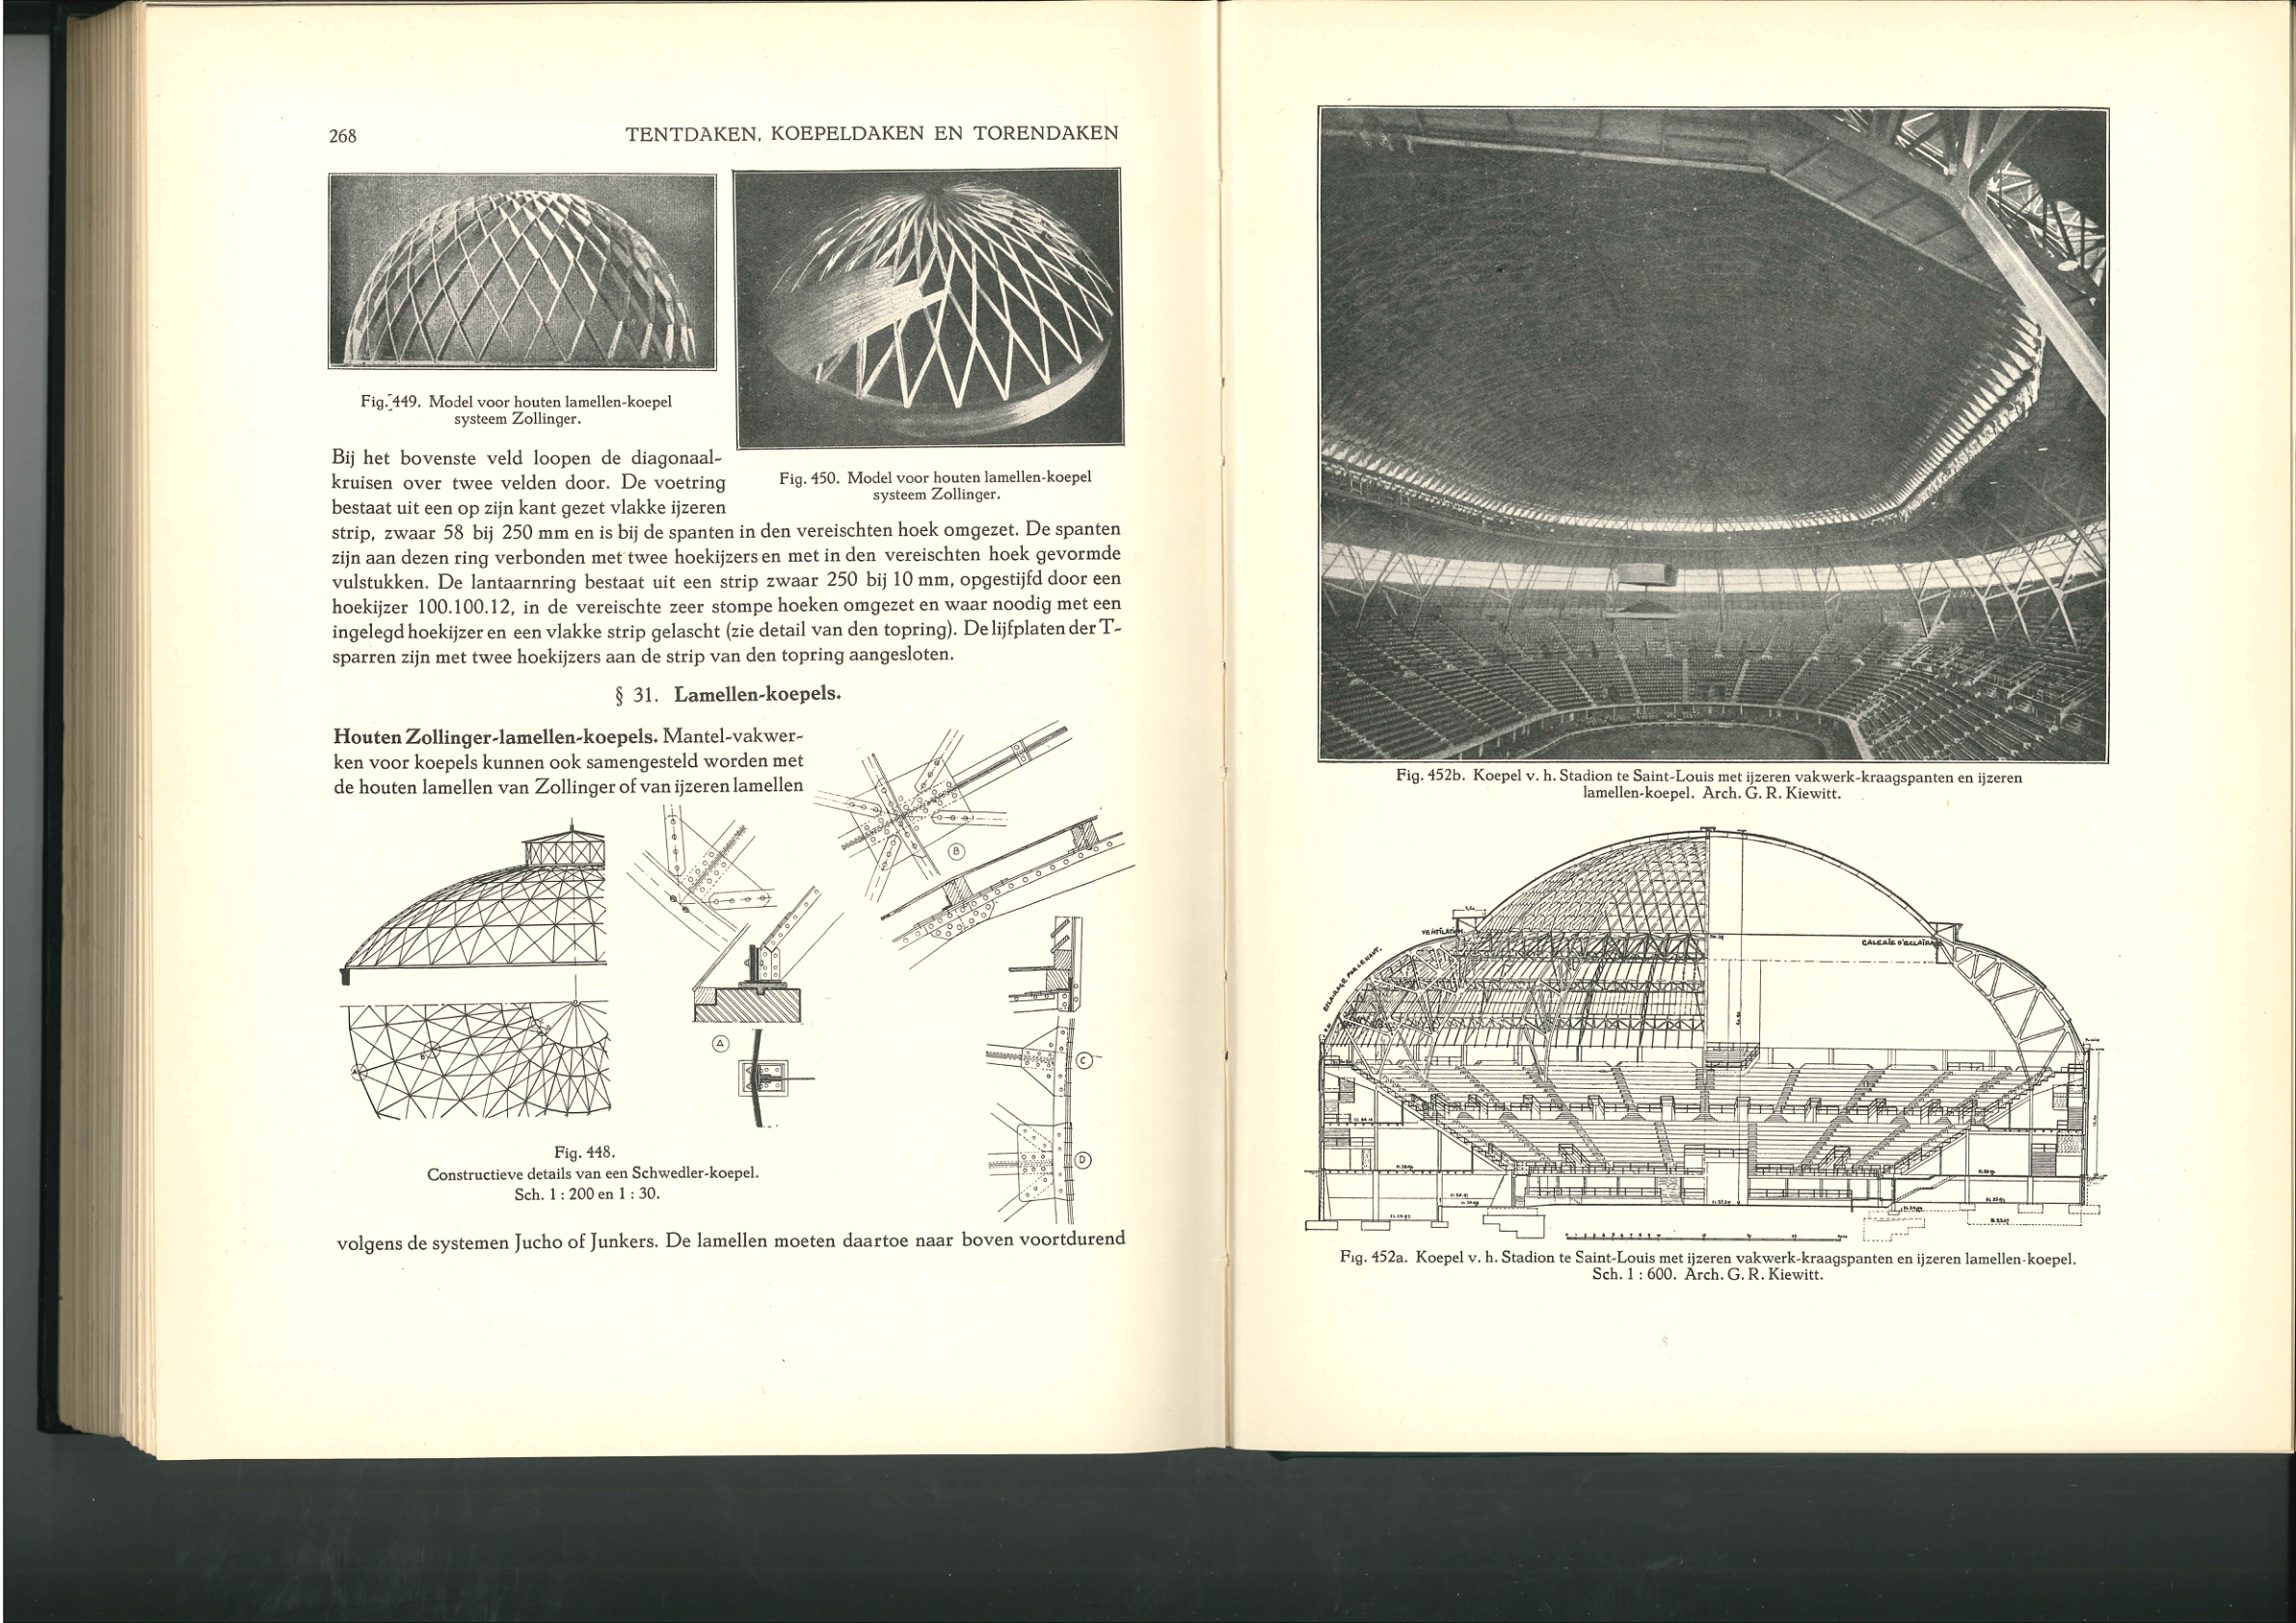 268
TENTDAKEN, KOEPELDAKEN EN TORENDAKEN
Fig. 449. Model voor houten lamellen-koepel
systeem Zollinger.
Fig. 450. Model voor houten lamellen-koepel
systeem Zollinger.
Bij het bovenste veld loopen de diagonaal-
kruisen over twee velden door. De voetring
bestaat uit een op zijn kant gezet vlakke ijzeren
strip, zwaar 58 bij 250 mm en is bij de spanten in den vereischten hoek omgezet. De spanten
zijn aan dezen ring verbonden met twee hoekijzers en met in den vereischten hoek gevormde
vulstukken. De lantaarnring bestaat uit een strip zwaar 250 bij 10 mm, opgestijfd door een
hoekijzer 100.100.12, in de vereischte zeer stompe hoeken omgezet en waar noodig met een
ingelegd hoekijzer en een vlakke strip gelascht (zie detail van den topring). De lijfplaten der T-
sparren zijn met twee hoekijzers aan de strip van den topring aangesloten.
§ 31. Lamellen-koepels.
Houten Zollinger-lamellen-koepels. Mantel-vakwer-
ken voor koepels kunnen ook samengesteld worden met
de houten lamellen van Zollinger of van ijzeren lamellen
B
A
C
D
A
B
Fig. 448.
Constructieve details van een Schwedler-koepel.
Sch. 1 : 200 en 1 : 30.
volgens de systemen Jucho of Junkers. De lamellen moeten daartoe naar boven voortdurend
Fig. 452b. Koepel v. h. Stadion te Saint-Louis met ijzeren vakwerk-kraagspanten en ijzeren
lamellen-koepel. Arch. G. R. Kiewitt.
VENTILATION
GALERIE D'ECLAIRAGE
ECLAIRAGE PAR LE HAUT.
Fig. 452a. Koepel v. h. Stadion te Saint-Louis met ijzeren vakwerk-kraagspanten en ijzeren lamellen-koepel.
Sch. 1 : 600. Arch. G. R. Kiewitt.